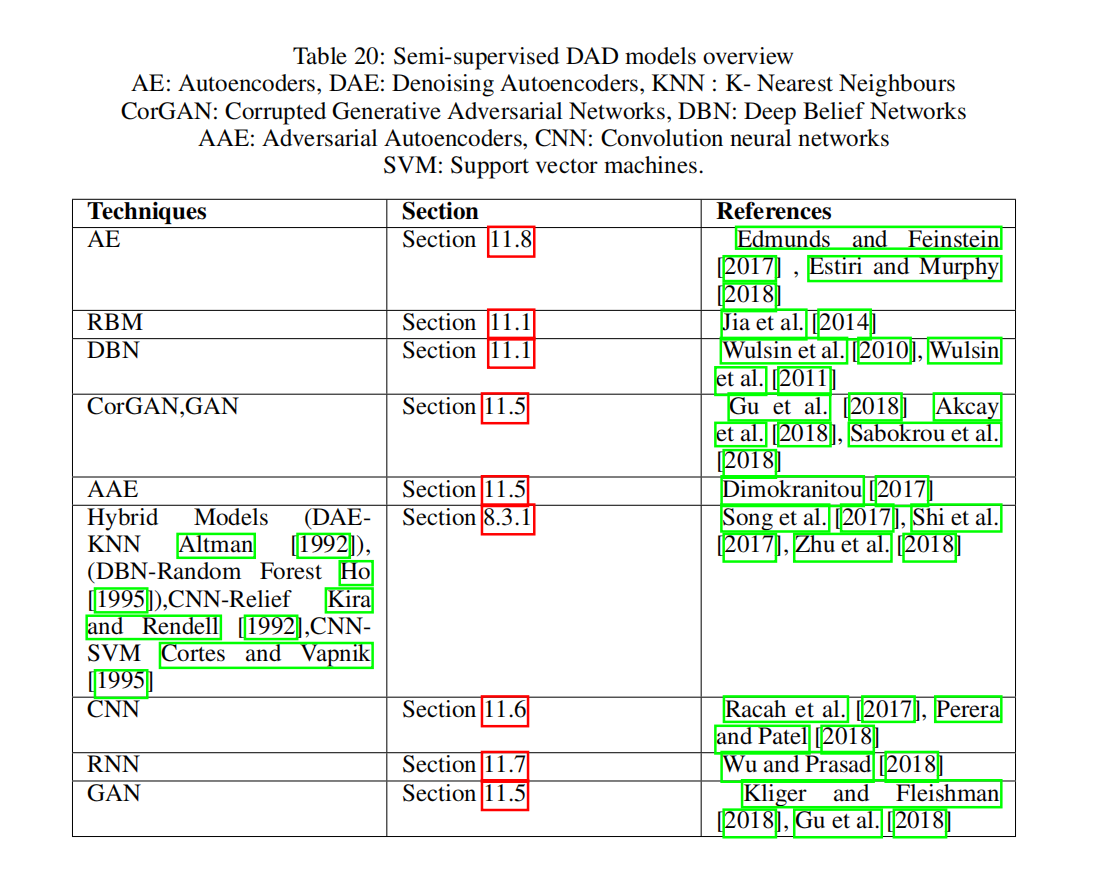 Table 20: Semi-supervised DAD models overview
AE: Autoencoders, DAE: Denoising Autoencoders, KNN : K- Nearest Neighbours
CorGAN: Corrupted Generative Adversarial Networks, DBN: Deep Belief Networks
AAE: Adversarial Autoencoders, CNN: Convolution neural networks
SVM: Support vector machines.
Techniques Section References
AE Section 11.8 Edmunds and Feinstein
[2017] , Estiri and Murphy
[2018]
RBM Section 11.1 Jia et al. [2014]
DBN Section 11.1 Wulsin et al. [2010], Wulsin
et al. [2011]
CorGAN,GAN Section 11.5 Gu et al. [2018] Akcay
et al. [2018], Sabokrou et al.
[2018]
AAE Section 11.5 Dimokranitou [2017]
Hybrid Models (DAE- Section 8.3.1 Song et al. [2017], Shi et al.
KNN Altman [1992]), [2017], Zhu et al. [2018]
(DBN-Random Forest Ho
[1995]),CNN-Relief Kira
and Rendell [1992],CNN-
SVM Cortes and Vapnik
[1995]
CNN Section 11.6 Racah et al. [2017], Perera
and Patel [2018]
RNN Section 11.7 Wu and Prasad [2018]
GAN Section 11.5 Kliger and Fleishman
[2018], Gu et al. [2018]